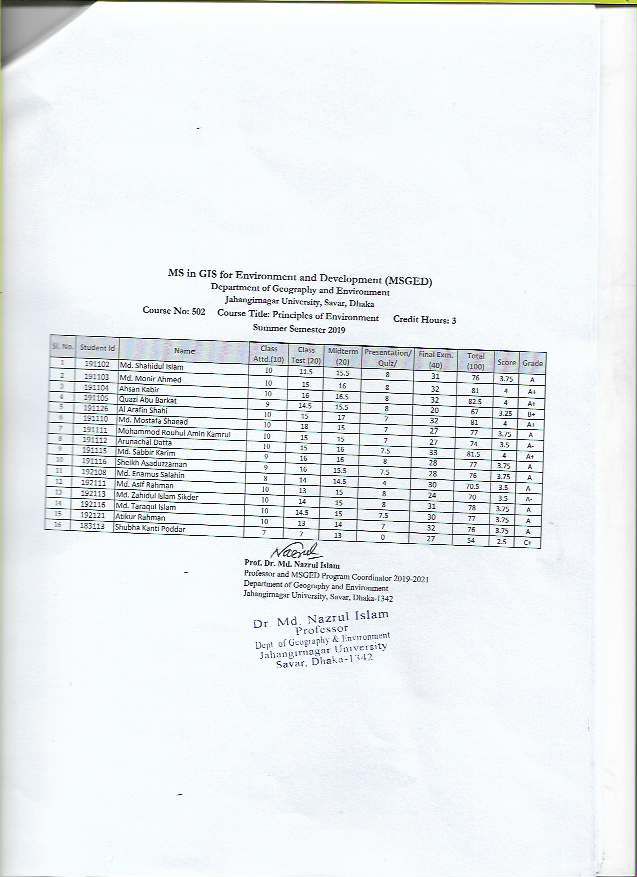 MS in GIS for Environment and Development (MSGED)
Department of Geography and Environment
Jahangirnagar University, Savar, Dhaka
Course No: 502 Course Title: Principles of Environment Credit Hours: 3
Summer Semester 2019
Sl. No. Student Id Name Class Attd.(10) Class Test (20) Midterm (20) Presentation/ Quiz/ Final Exm. (40) Total (100) Score Grade
1 191102 Md. Shahidul Islam 10 11.5 15.5 8 31 76 3.75 A
2 191103 Md. Monir Ahmed 10 15 16 8 32 81 4 A+
3 191104 Ahsan Kabir 10 16 16.5 8 32 82.5 4 A+
4 191105 Quazi Abu Barkat 9 14.5 15.5 8 20 67 3.25 B+
5 191126 Al Arafin Shahi 10 15 17 7 32 81 4 A+
6 191110 Md. Mostafa Shaead 10 18 15 7 27 77 3.75 A
7 191111 Mohammod Rouhul Amin Kamrul 10 15 15 7 27 74 3.5 A-
8 191112 Arunachal Datta 10 15 16 7.5 33 81.5 4 A+
9 191115 Md. Sabbir Karim 9 16 16 8 28 77 3.75 A
10 191116 Sheikh Asaduzzaman 9 16 15.5 7.5 28 76 3.75 A
11 192108 Md. Enamus Salahin 8 14 14.5 4 30 70.5 3.5 A
12 192111 Md. Asif Rahman 10 13 15 8 24 70 3.5 A-
13 192113 Md. Zahidul Islam Sikder 10 14 15 8 31 78 3.75 A
14 192116 Md. Taraqul Islam 10 14.5 15 7.5 30 77 3.75 A
15 192121 Atikur Rahman 10 13 14 7 32 76 3.75 A
16 183113 Shubha Kanti Poddar 7 7 13 0 27 54 2.5 C+
Nazrul
Prof. Dr. Md. Nazrul Islam
Professor and MSGED Program Coordinator 2019-2021
Department of Geography and Environment
Jahangirnagar University, Savar, Dhaka-1342
Dr. Md. Nazrul Islam
Professor
Dept of Geography & Environment
Jahangirnagar University
Savar, Dhaka-1342